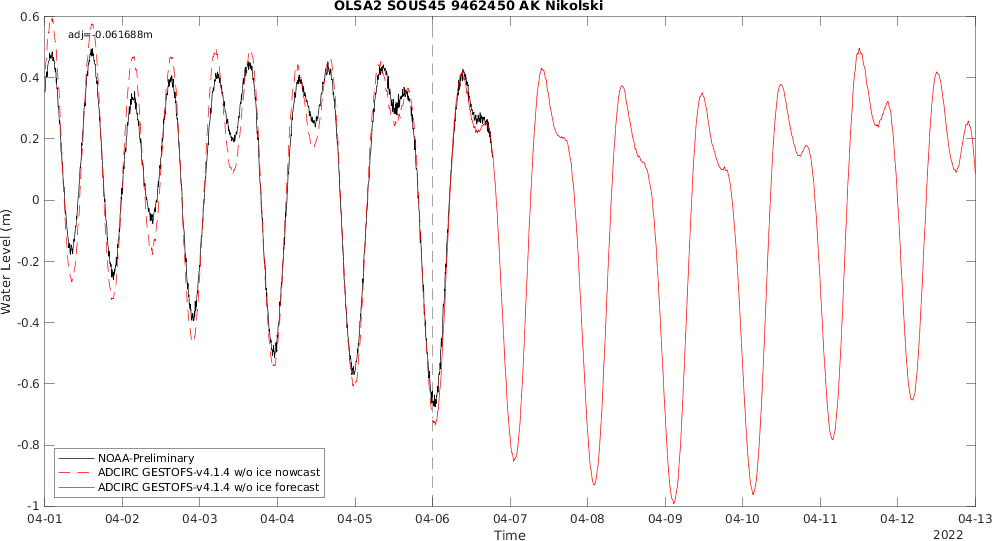 OLSA2 SOUS45 9462450 AK Nikolski
adj=-0.061688m
0.6
0.4
0.2
0
-0.2
-0.4
-0.6
-0.8
-1
Water Level (m)
NOAA-Preliminary
ADCIRC GESTOFS-v4.1.4 w/o ice nowcast
ADCIRC GESTOFS-v4.1.4 w/o ice forecast
04-01 04-02 04-03 04-04 04-05 04-06 04-07 04-08 04-09 04-10 04-11 04-12 04-13
Time
2022